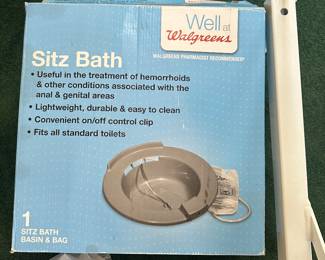 Well at
Walgreens
WALGREENS PHARMACIST RECOMMENDED†
Sitz Bath
• Useful in the treatment of hemorrhoids
& other conditions associated with the
anal & genital areas
• Lightweight, durable & easy to clean
• Convenient on/off control clip
• Fits all standard toilets
1
SITZ BATH
BASIN & BAG